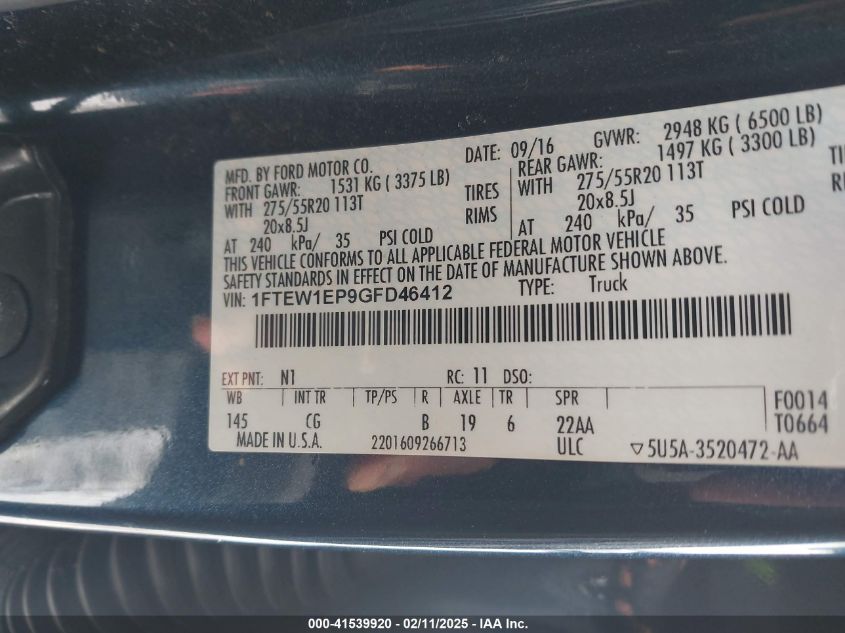 MFD. BY FORD MOTOR CO. DATE: 09/16 GVWR: 2948 KG ( 6500 LB)
FRONT GAWR: 1531 KG ( 3375 LB) REAR GAWR: 1497 KG ( 3300 LB)
WITH 275/55R20 113T TIRES WITH 275/55R20 113T
20x8.5J RIMS 20x8.5J
AT 240 kPa/ 35 PSI COLD AT 240 kPa/ 35 PSI COLD
THIS VEHICLE CONFORMS TO ALL APPLICABLE FEDERAL MOTOR VEHICLE
SAFETY STANDARDS IN EFFECT ON THE DATE OF MANUFACTURE SHOWN ABOVE.
VIN: 1FTEW1EP9GFD46412 TYPE: Truck
EXT PNT: N1 RC: 11 DSO:
WB INT TR TP/PS R AXLE TR SPR F0014
145 CG B 19 6 22AA T0664
MADE IN U.S.A. 2201609266713 ULC ▽5U5A-3520472-AA
000-41539920 - 02/11/2025 - IAA Inc.